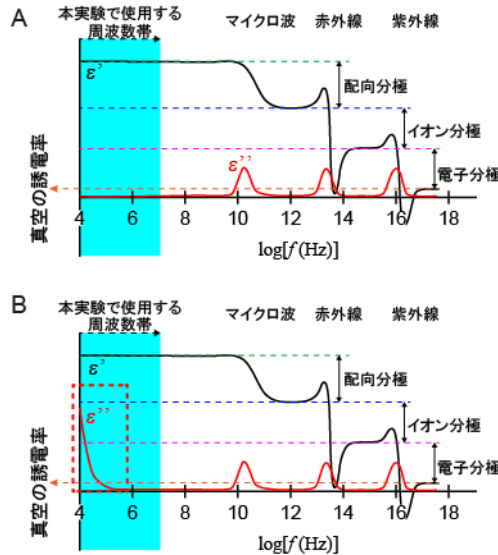 A
本実験で使用する
周波数帯
マイクロ波
赤外線
紫外線
ε'
配向分極
イオン分極
ε''
電子分極
真空の誘電率
4 6 8 10 12 14 16 18
log[f(Hz)]
B
本実験で使用する
周波数帯
マイクロ波
赤外線
紫外線
ε'
配向分極
ε''
イオン分極
電子分極
真空の誘電率
4 6 8 10 12 14 16 18
log[f(Hz)]